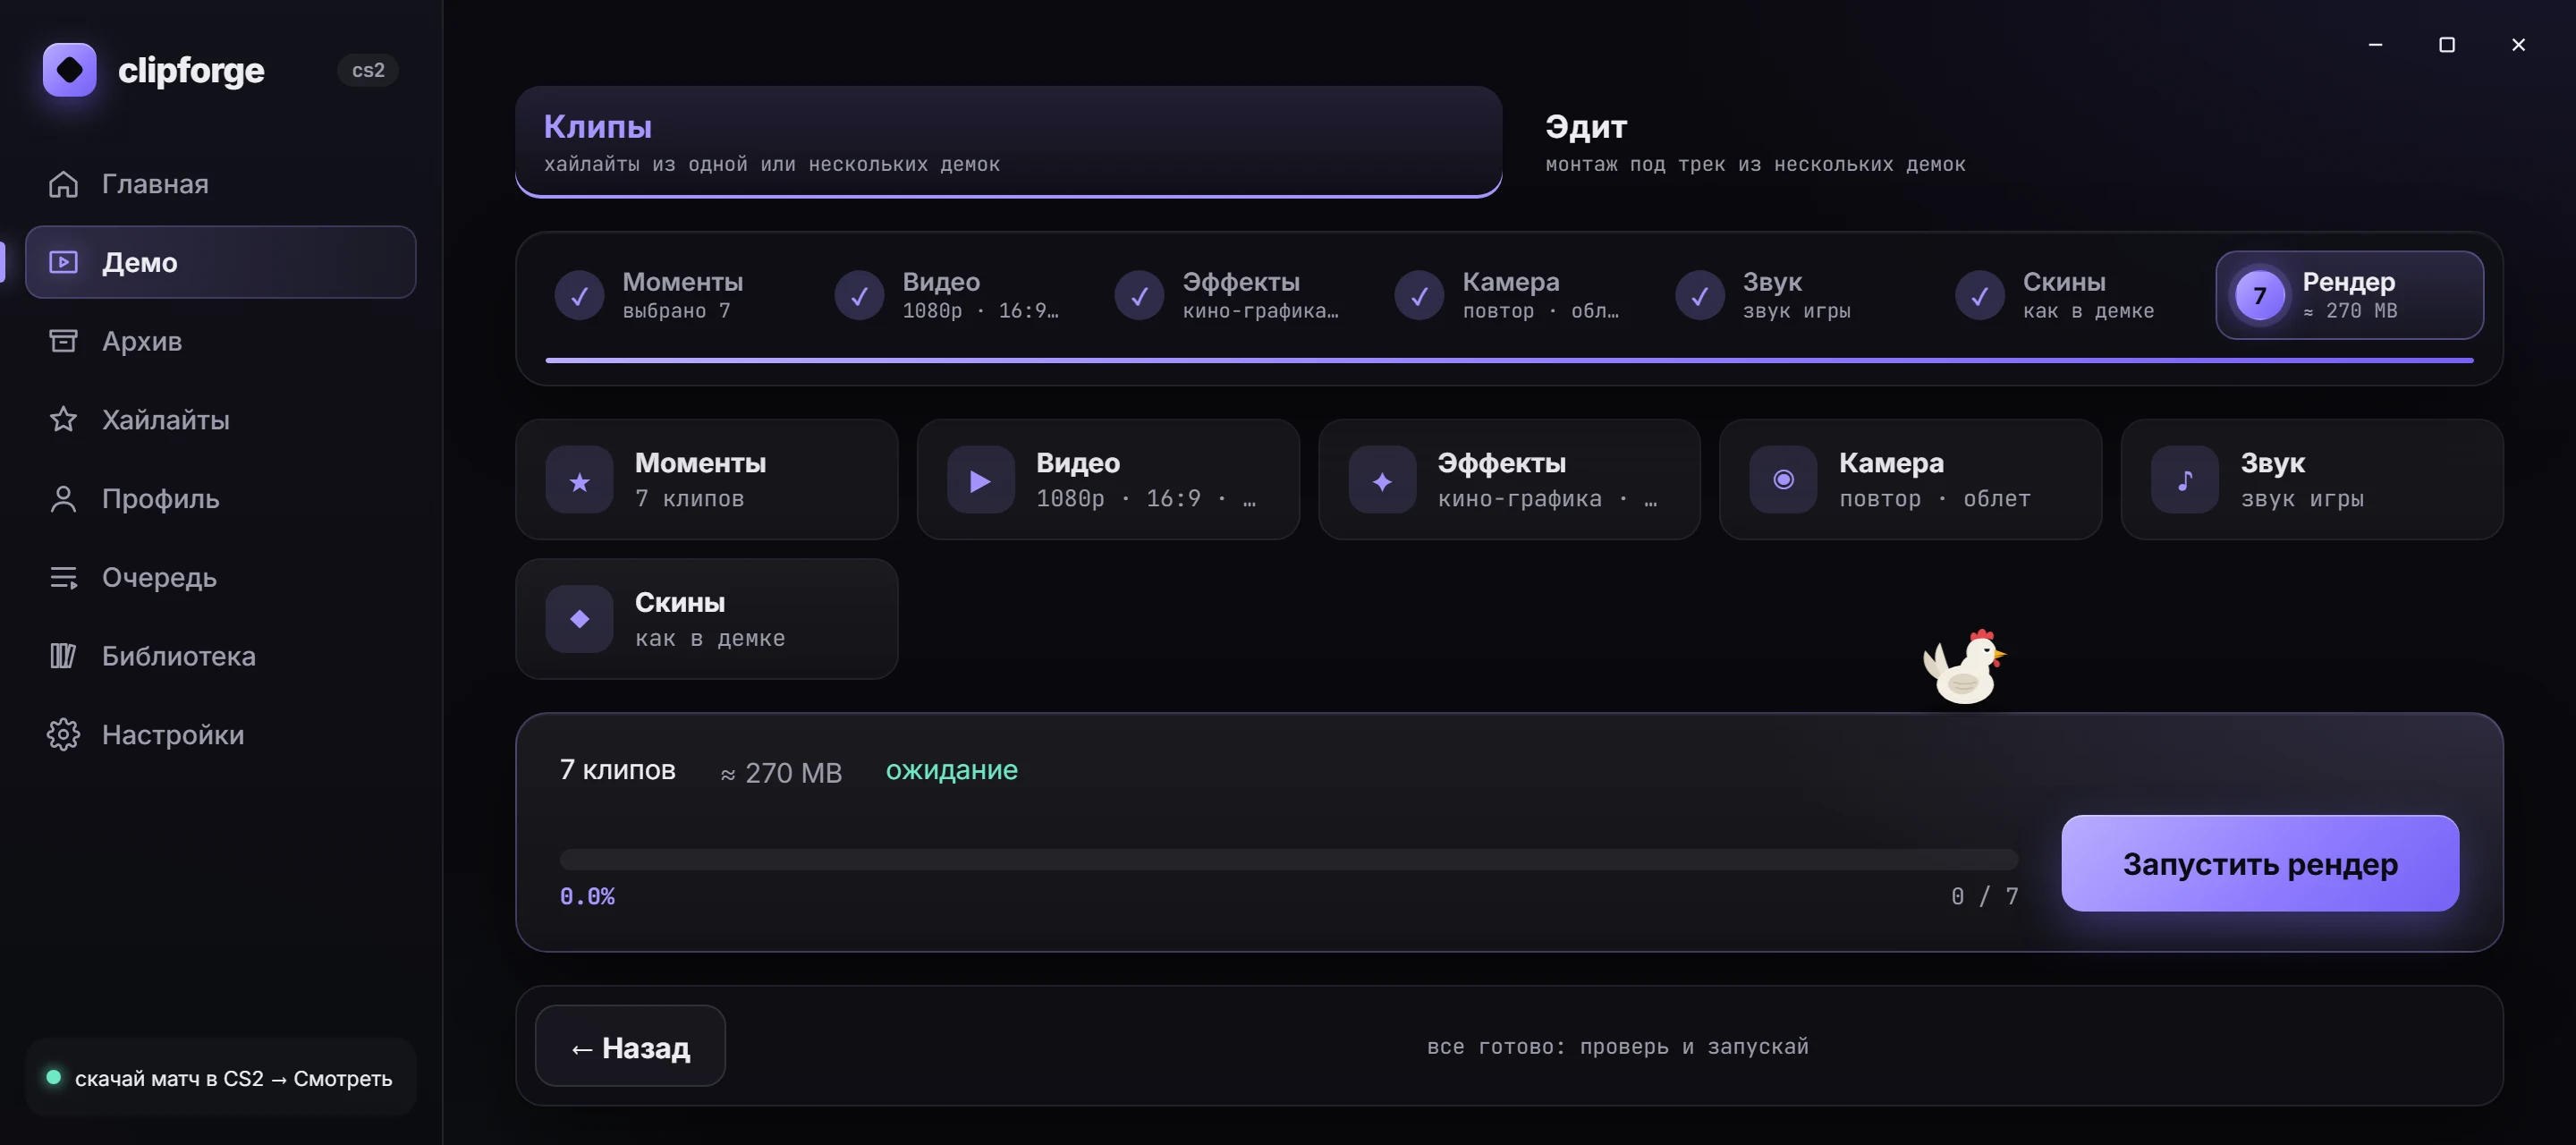 clipforge
cs2
Главная
Демо
Архив
Хайлайты
Профиль
Очередь
Библиотека
Настройки
скачай матч в CS2 → Смотреть
Клипы
хайлайты из одной или нескольких демок
Эдит
монтаж под трек из нескольких демок
Моменты
выбрано 7
Видео
1080p · 16:9…
Эффекты
кино-графика…
Камера
повтор · обл…
Звук
звук игры
Скины
как в демке
7
Рендер
≈ 270 MB
Моменты
7 клипов
Видео
1080p · 16:9 · …
Эффекты
кино-графика · …
Камера
повтор · облет
Звук
звук игры
Скины
как в демке
7 клипов
≈ 270 MB
ожидание
0.0%
0 / 7
Запустить рендер
← Назад
все готово: проверь и запускай